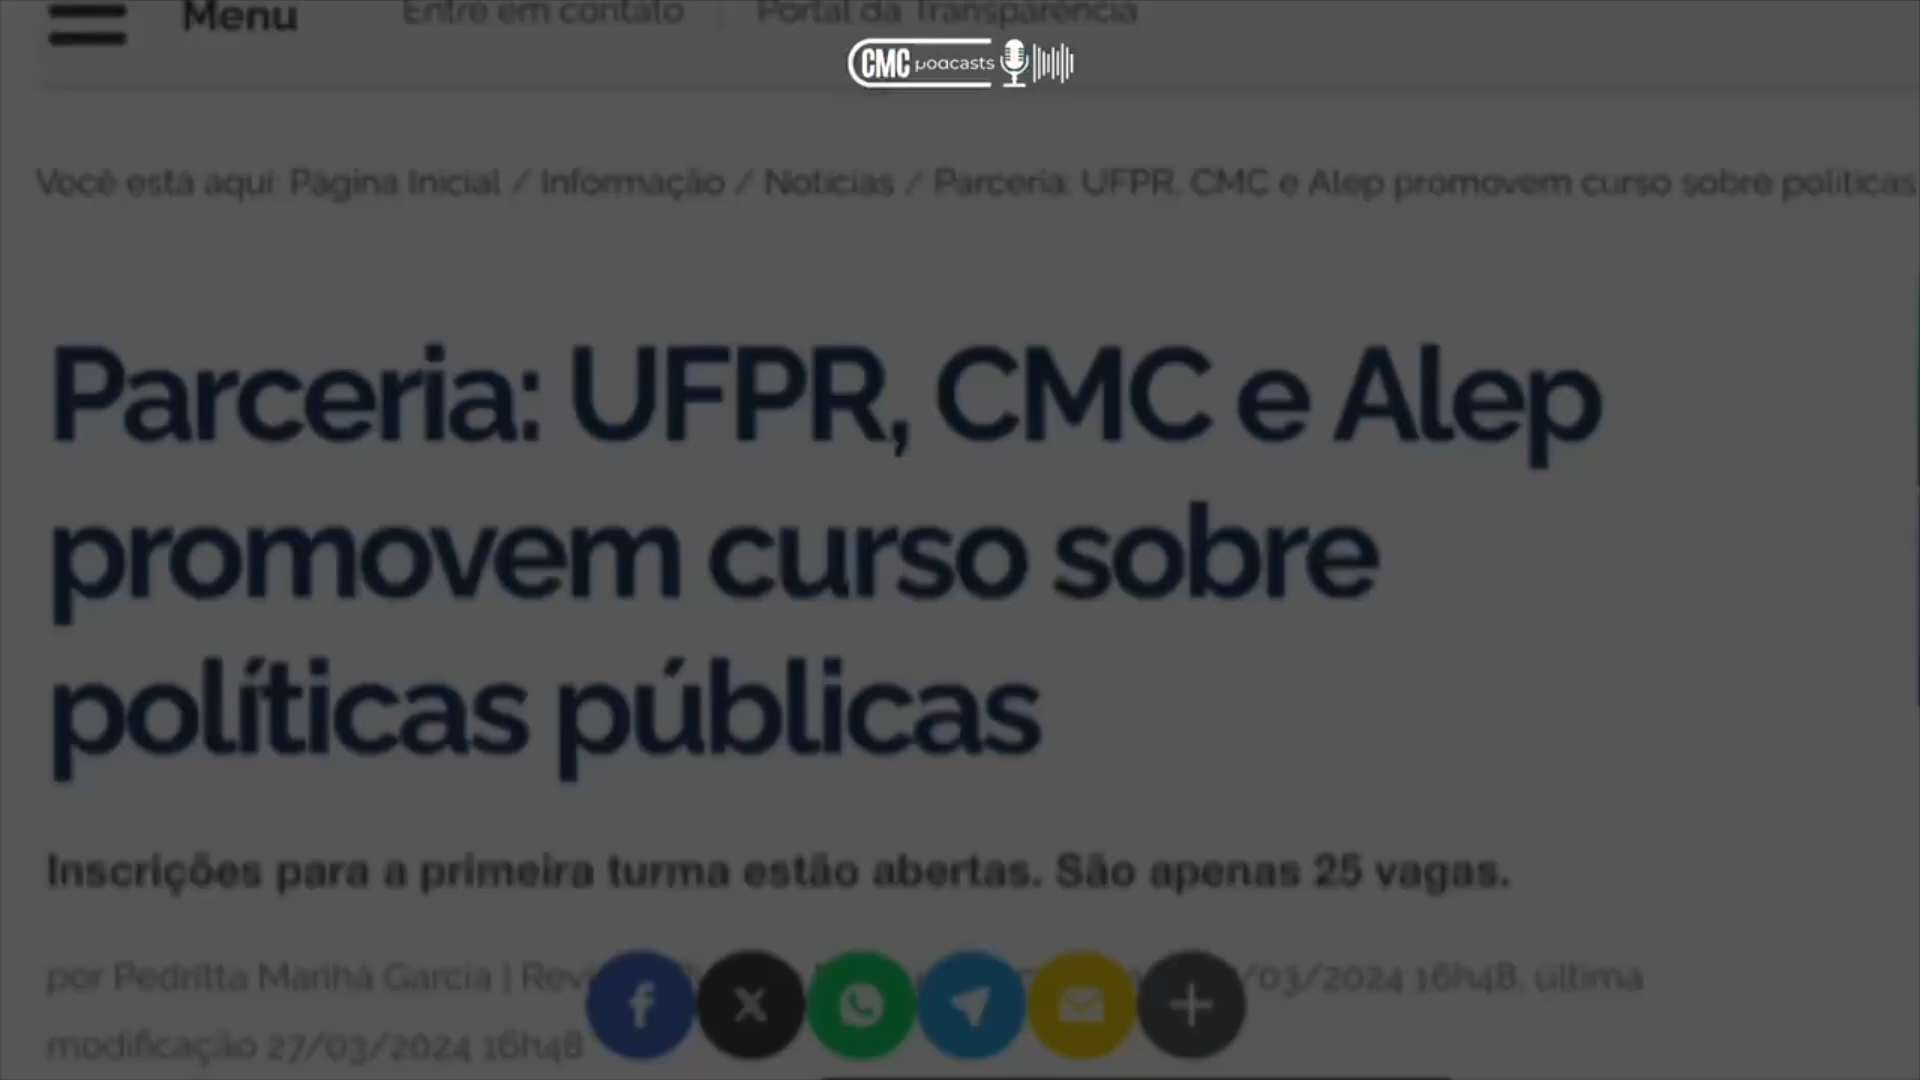 Menu Entre em contato Portal da Transparência
CMC podcasts
Você está aqui: Página Inicial / Informação / Notícias / Parceria: UFPR, CMC e Alep promovem curso sobre políticas
Parceria: UFPR, CMC e Alep
promovem curso sobre
políticas públicas
Inscrições para a primeira turma estão abertas. São apenas 25 vagas.
por Pedritta Marihá Garcia | /03/2024 16h48, última
modificação 27/03/2024 16h48